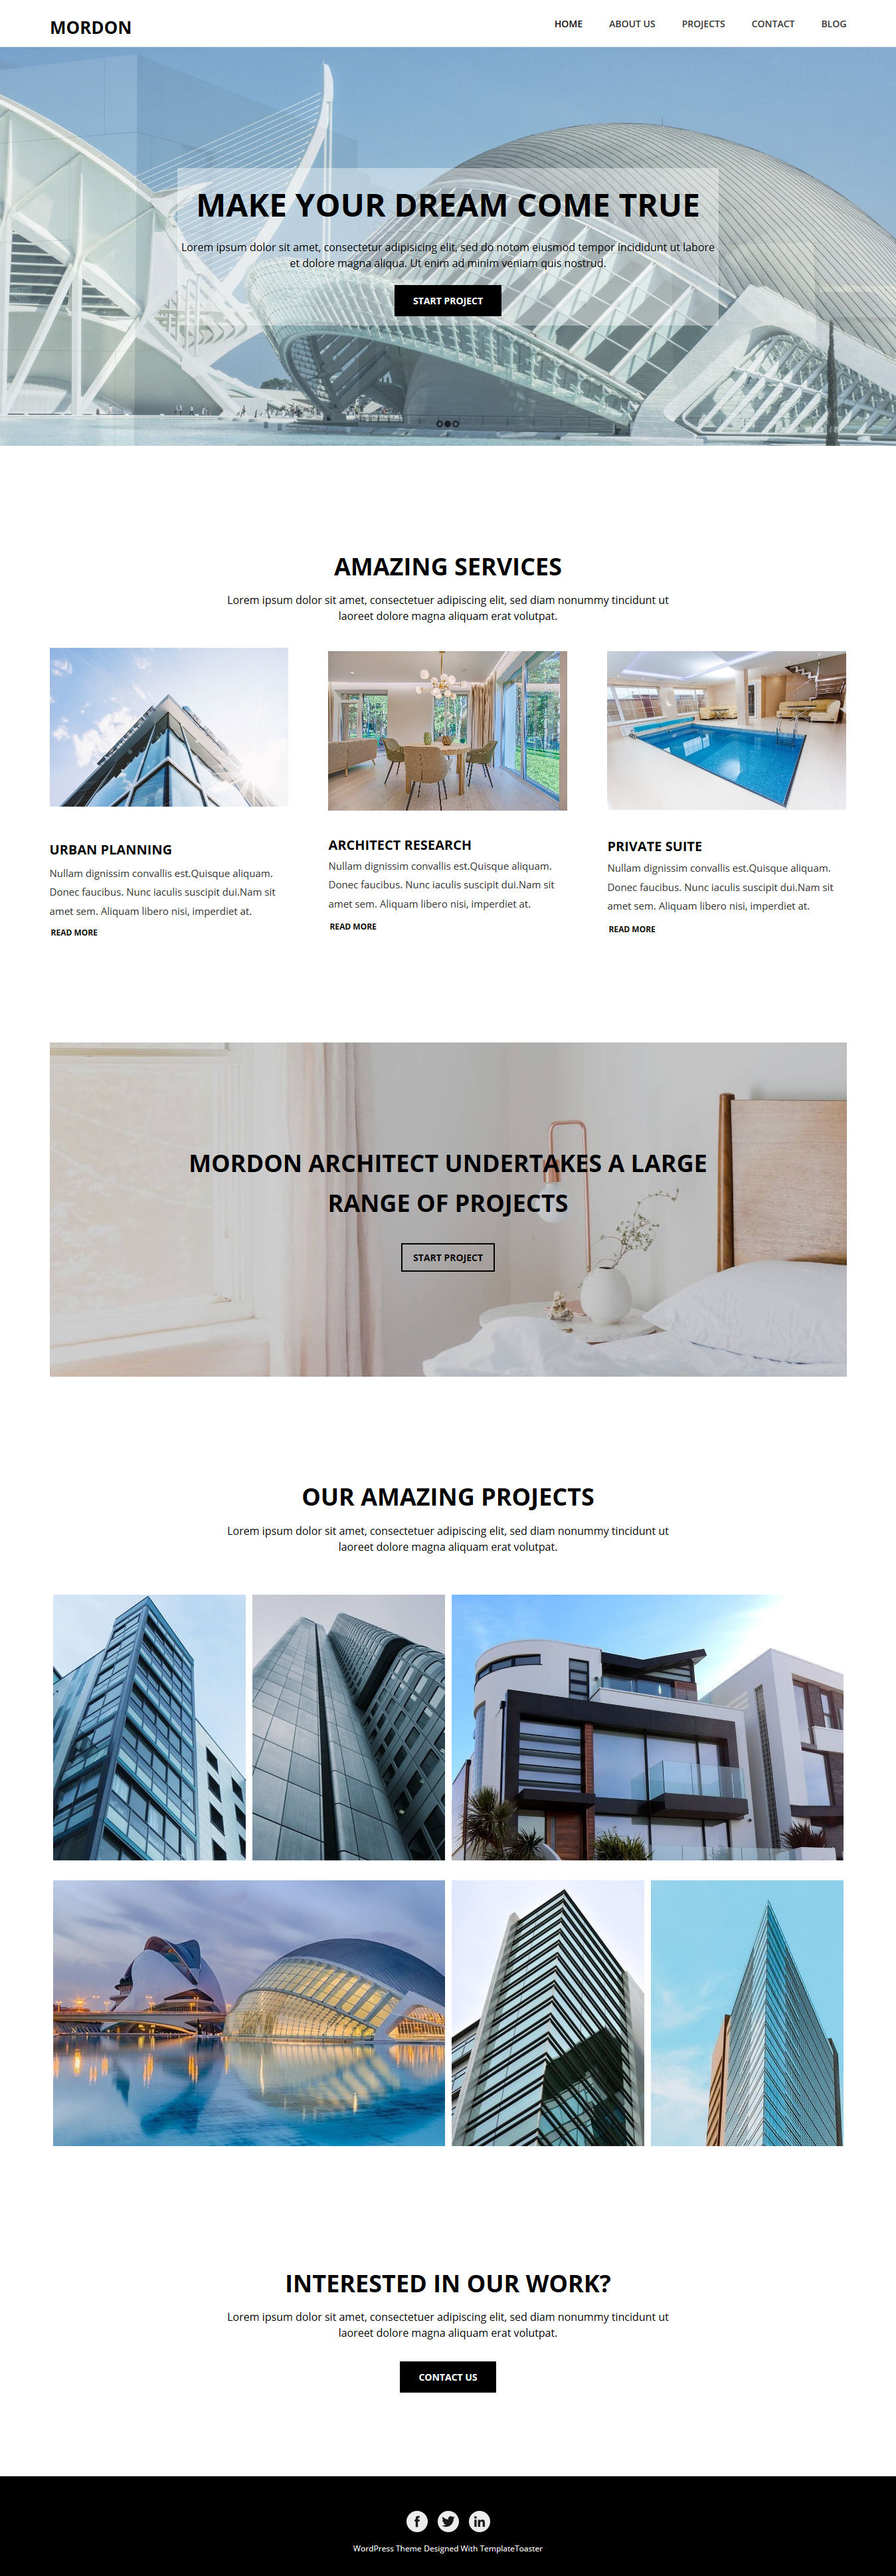 MORDON
HOME ABOUT US PROJECTS CONTACT BLOG
MAKE YOUR DREAM COME TRUE
Lorem ipsum dolor sit amet, consectetur adipisicing elit, sed do notom eiusmod tempor incididunt ut labore
et dolore magna aliqua. Ut enim ad minim veniam quis nostrud.
START PROJECT
AMAZING SERVICES
Lorem ipsum dolor sit amet, consectetuer adipiscing elit, sed diam nonummy tincidunt ut
laoreet dolore magna aliquam erat volutpat.
URBAN PLANNING
Nullam dignissim convallis est.Quisque aliquam.
Donec faucibus. Nunc iaculis suscipit dui.Nam sit
amet sem. Aliquam libero nisi, imperdiet at.
READ MORE
ARCHITECT RESEARCH
Nullam dignissim convallis est.Quisque aliquam.
Donec faucibus. Nunc iaculis suscipit dui.Nam sit
amet sem. Aliquam libero nisi, imperdiet at.
READ MORE
PRIVATE SUITE
Nullam dignissim convallis est.Quisque aliquam.
Donec faucibus. Nunc iaculis suscipit dui.Nam sit
amet sem. Aliquam libero nisi, imperdiet at.
READ MORE
MORDON ARCHITECT UNDERTAKES A LARGE
RANGE OF PROJECTS
START PROJECT
OUR AMAZING PROJECTS
Lorem ipsum dolor sit amet, consectetuer adipiscing elit, sed diam nonummy tincidunt ut
laoreet dolore magna aliquam erat volutpat.
INTERESTED IN OUR WORK?
Lorem ipsum dolor sit amet, consectetuer adipiscing elit, sed diam nonummy tincidunt ut
laoreet dolore magna aliquam erat volutpat.
CONTACT US
WordPress Theme Designed With TemplateToaster